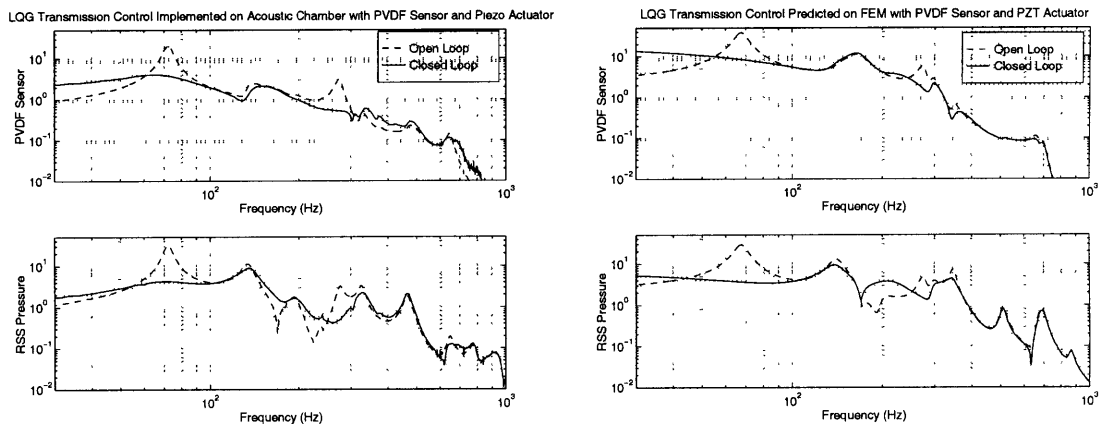 LQG Transmission Control Implemented on Acoustic Chamber with PVDF Sensor and Piezo Actuator
PVDF Sensor
10^1
10^0
10^-1
10^-2
Open Loop
Closed Loop
10^2
10^3
Frequency (Hz)
RSS Pressure
10^1
10^0
10^-1
10^-2
10^2
10^3
Frequency (Hz)
LQG Transmission Control Predicted on FEM with PVDF Sensor and PZT Actuator
PVDF Sensor
10^1
10^0
10^-1
10^-2
Open Loop
Closed Loop
10^2
10^3
Frequency (Hz)
RSS Pressure
10^1
10^0
10^-1
10^-2
10^2
10^3
Frequency (Hz)